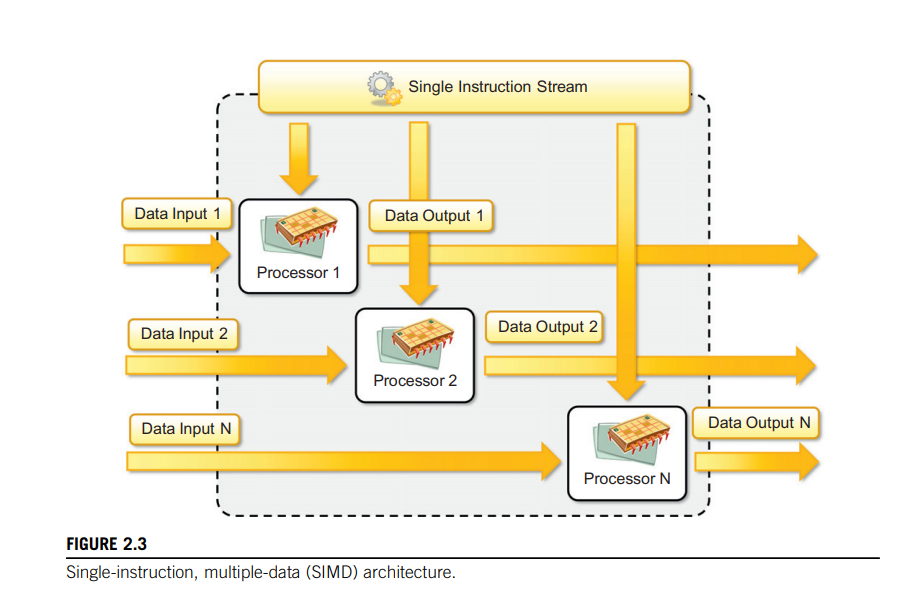 Single Instruction Stream
Data Input 1
Data Output 1
Processor 1
Data Input 2
Data Output 2
Processor 2
Data Input N
Data Output N
Processor N
FIGURE 2.3
Single-instruction, multiple-data (SIMD) architecture.